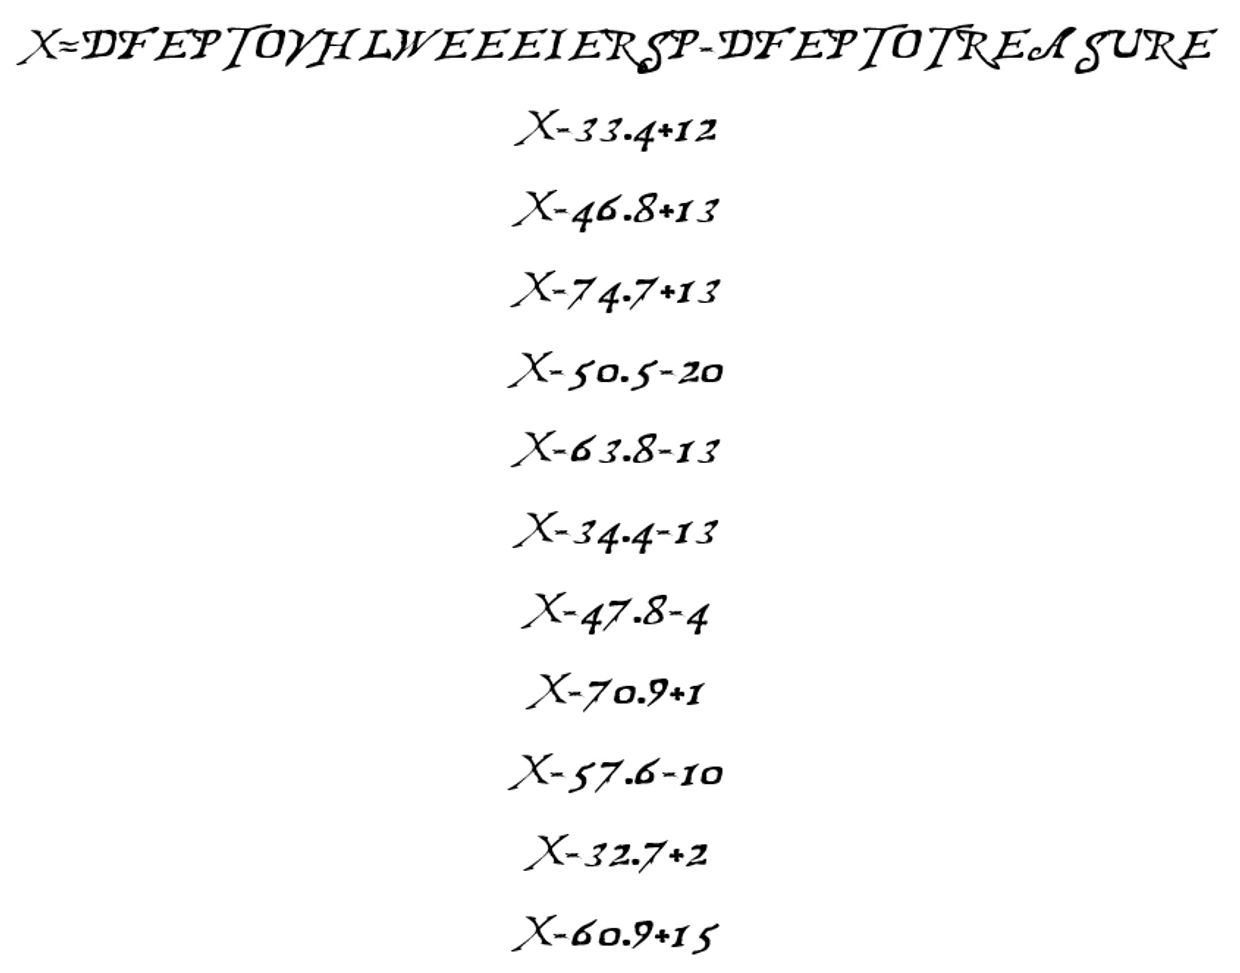 X=DFEPTOVHLWEEEIERSP-DFEPTOTREASURE
X-33.4+12
X-46.8+13
X-74.7+13
X-50.5-20
X-63.8-13
X-34.4-13
X-47.8-4
X-70.9+1
X-57.6-10
X-32.7+2
X-60.9+15